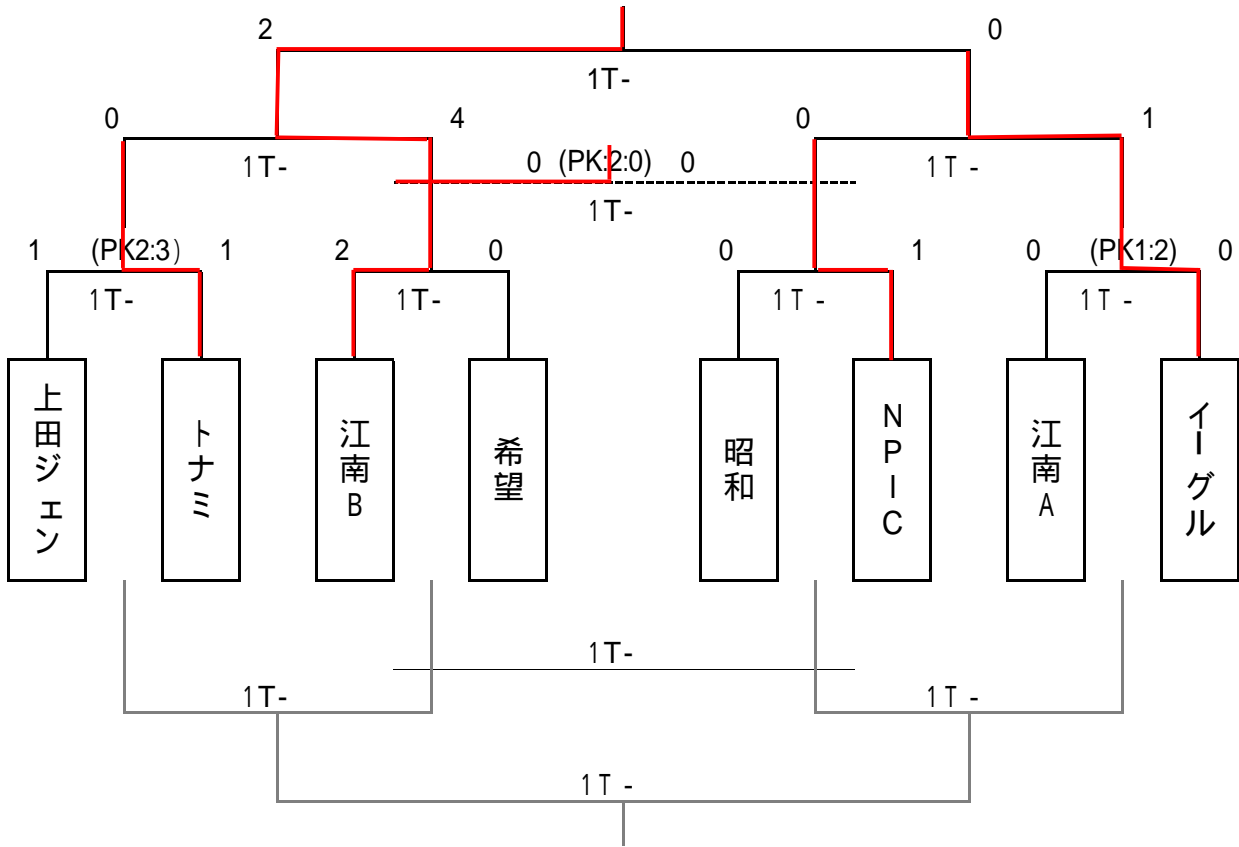 2 0
1T-
0 4 0 1
1T- 0 (PK:2:0) 0 1T-
1T-
1 (PK2:3) 1 2 0 0 1 0 (PK1:2) 0
1T- 1T- 1T- 1T-
上田ジェン
トナミ
江南B
希望
昭和
NPIC
江南A
イーグル
1T-
1T- 1T-
1T-